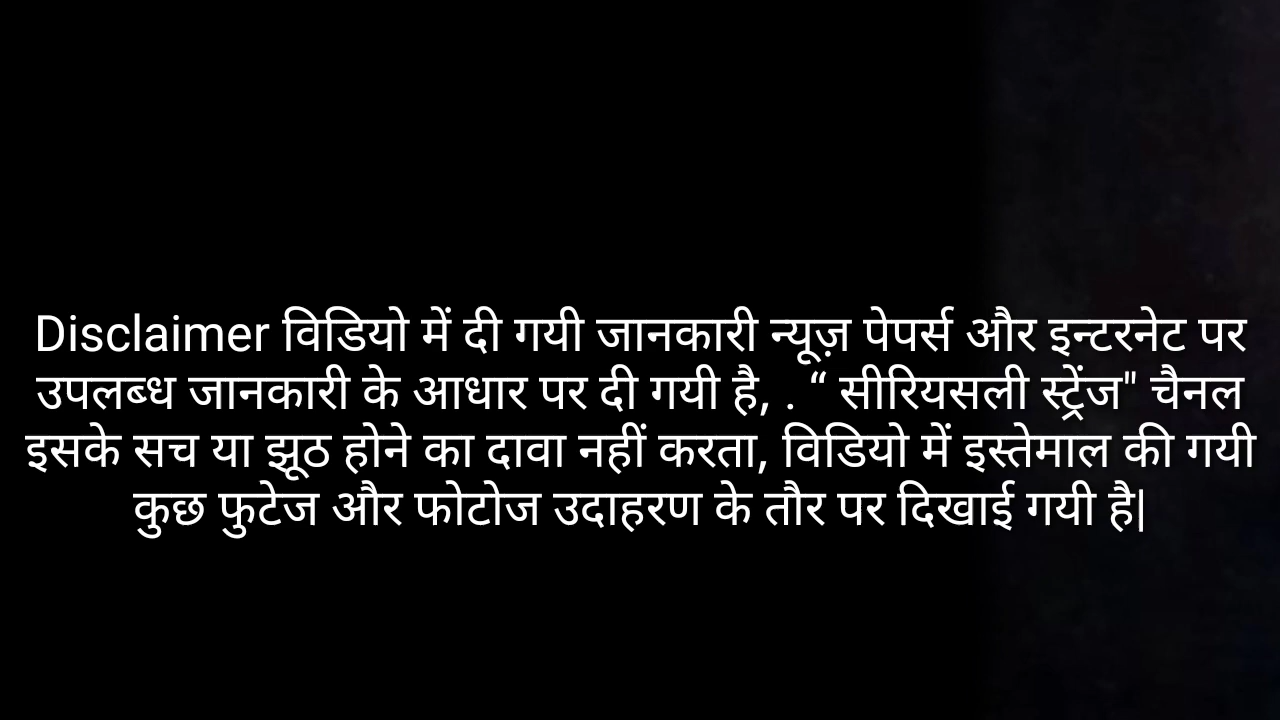 Disclaimer विडियो में दी गयी जानकारी न्यूज़ पेपर्स और इन्टरनेट पर
उपलब्ध जानकारी के आधार पर दी गयी है, . “ सीरियसली स्ट्रेंज" चैनल
इसके सच या झूठ होने का दावा नहीं करता, विडियो में इस्तेमाल की गयी
कुछ फुटेज और फोटोज उदाहरण के तौर पर दिखाई गयी है|